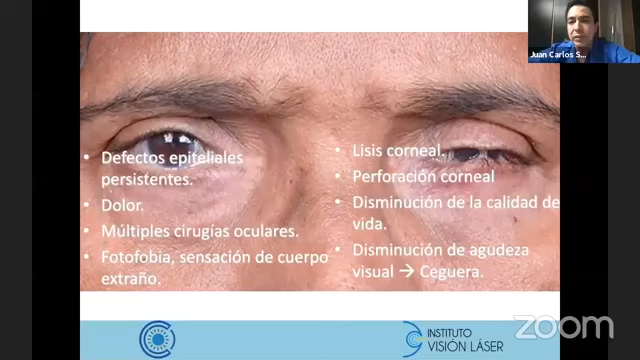 Juan Carlos S...
• Defectos epiteliales
persistentes.
• Dolor.
• Múltiples cirugías oculares.
• Fotofobia, sensación de cuerpo
extraño.
• Lisis corneal.
• Perforación corneal
• Disminución de la calidad de
vida.
• Disminución de agudeza
visual → Ceguera.
INSTITUTO
VISIÓN LÁSER
zoom